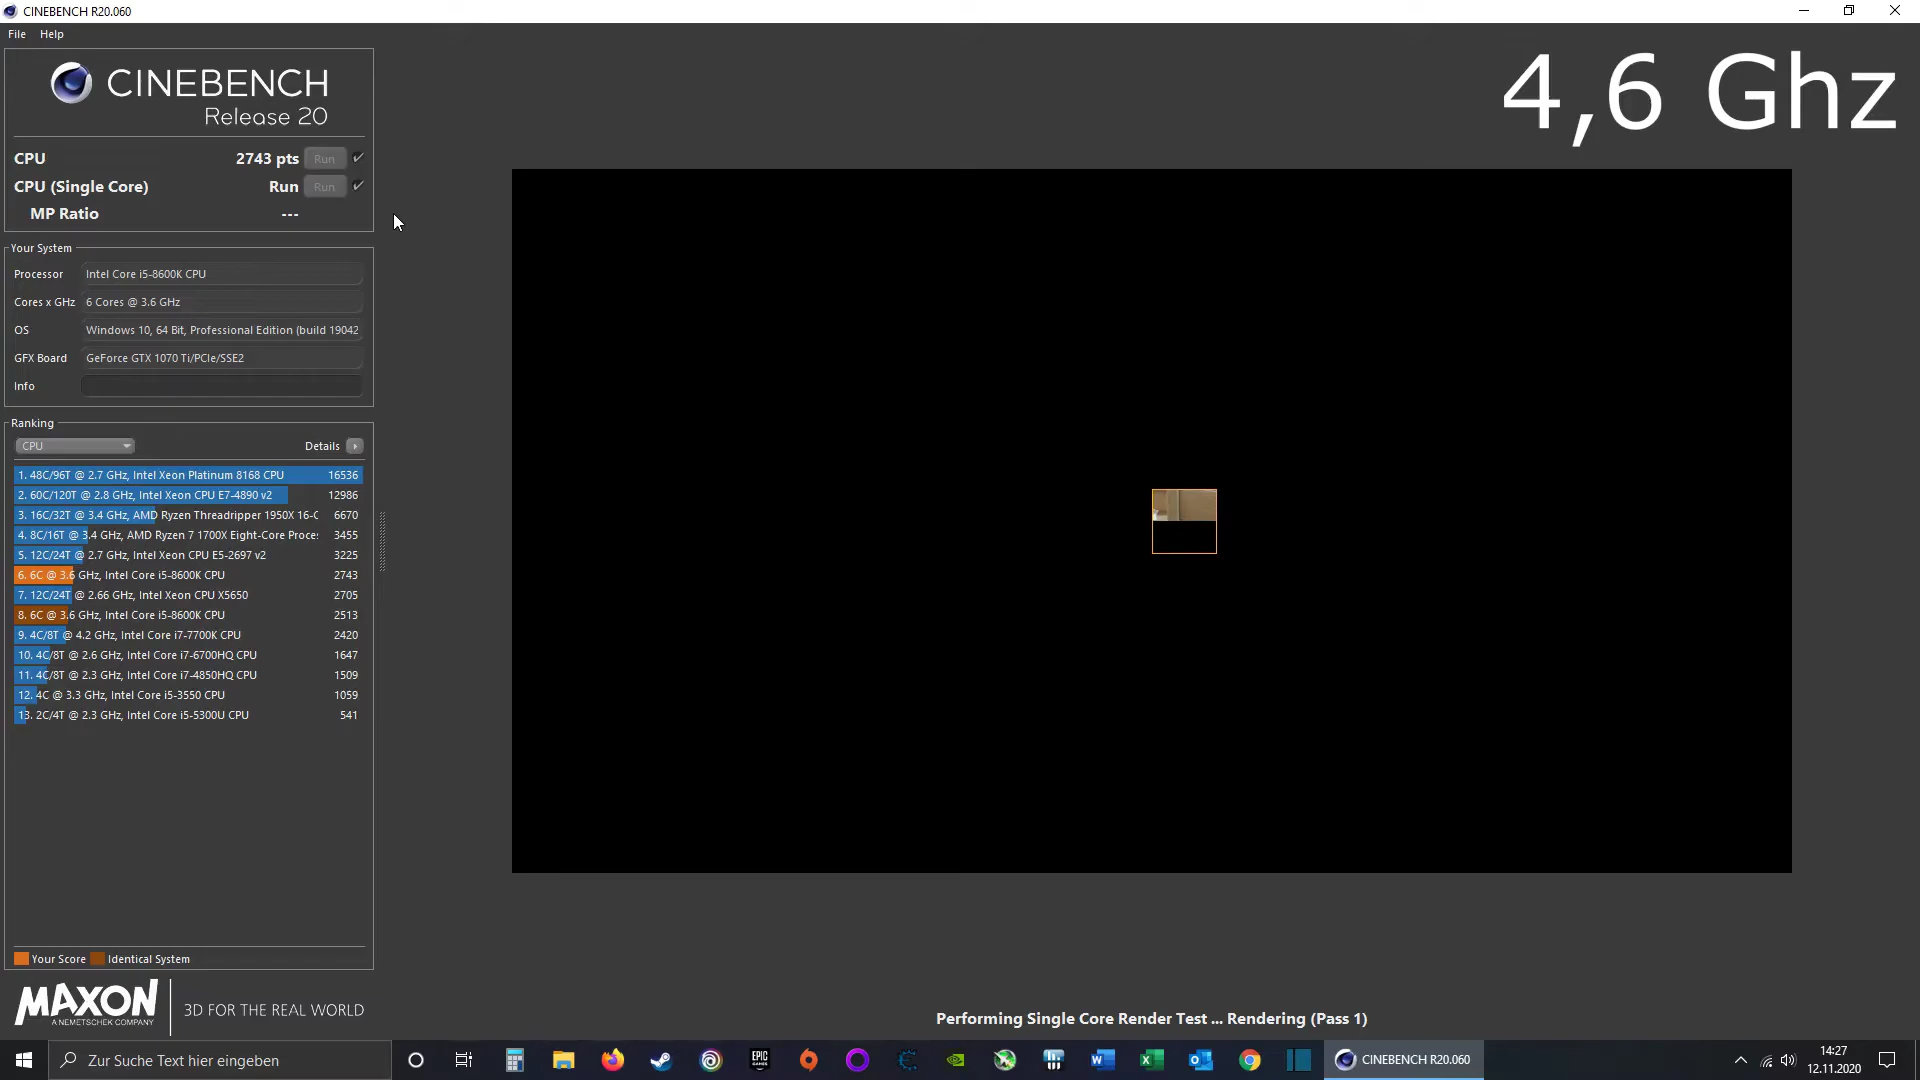 CINEBENCH R20.060
File Help
4,6 Ghz
CINEBENCH
Release 20
CPU 2743 pts Run
CPU (Single Core) Run Run
MP Ratio ---
Your System
Processor Intel Core i5-8600K CPU
Cores x GHz 6 Cores @ 3.6 GHz
OS Windows 10, 64 Bit, Professional Edition (build 19042
GFX Board GeForce GTX 1070 Ti/PCIe/SSE2
Info
Ranking
CPU Details
1. 48C/96T @ 2.7 GHz, Intel Xeon Platinum 8168 CPU 16536
2. 60C/120T @ 2.8 GHz, Intel Xeon CPU E7-4890 v2 12986
3. 16C/32T @ 3.4 GHz, AMD Ryzen Threadripper 1950X 16-C 6670
4. 8C/16T @ 3.4 GHz, AMD Ryzen 7 1700X Eight-Core Proces 3455
5. 12C/24T @ 2.7 GHz, Intel Xeon CPU E5-2697 v2 3225
6. 6C @ 3.6 GHz, Intel Core i5-8600K CPU 2743
7. 12C/24T @ 2.66 GHz, Intel Xeon CPU X5650 2705
8. 6C @ 3.6 GHz, Intel Core i5-8600K CPU 2513
9. 4C/8T @ 4.2 GHz, Intel Core i7-7700K CPU 2420
10. 4C/8T @ 2.6 GHz, Intel Core i7-6700HQ CPU 1647
11. 4C/8T @ 2.3 GHz, Intel Core i7-4850HQ CPU 1509
12. 4C @ 3.3 GHz, Intel Core i5-3550 CPU 1059
13. 2C/4T @ 2.3 GHz, Intel Core i5-5300U CPU 541
Your Score Identical System
MAXON
A NEMETSCHEK COMPANY
3D FOR THE REAL WORLD
Performing Single Core Render Test ... Rendering (Pass 1)
Zur Suche Text hier eingeben
EPIC
GAMES
CINEBENCH R20.060
14:27
12.11.2020